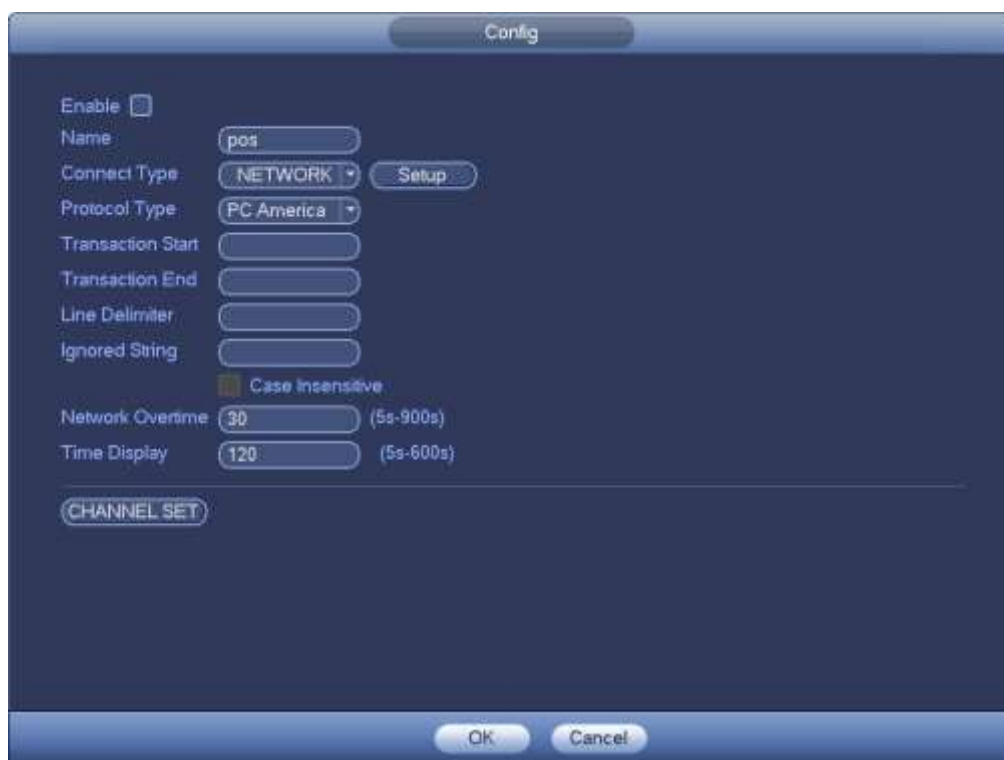 Config
Enable
Name pos
Connect Type NETWORK Setup
Protocol Type PC America
Transaction Start
Transaction End
Line Delimiter
Ignored String
Case Insensitive
Network Overtime 30 (5s-900s)
Time Display 120 (5s-600s)
CHANNEL SET
OK Cancel